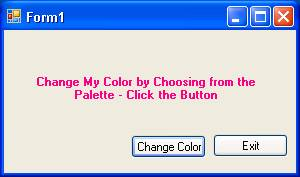 Form1
Change My Color by Choosing from the
Palette - Click the Button
Change Color
Exit